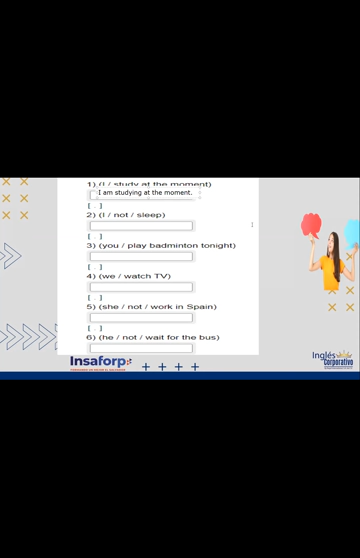 1) (I / study at the moment)
I am studying at the moment.
[ . ]
2) (I / not / sleep)
[ . ]
3) (you / play badminton tonight)
[ . ]
4) (we / watch TV)
[ . ]
5) (she / not / work in Spain)
[ . ]
6) (he / not / wait for the bus)
Insaforp
Inglés
Corporativo